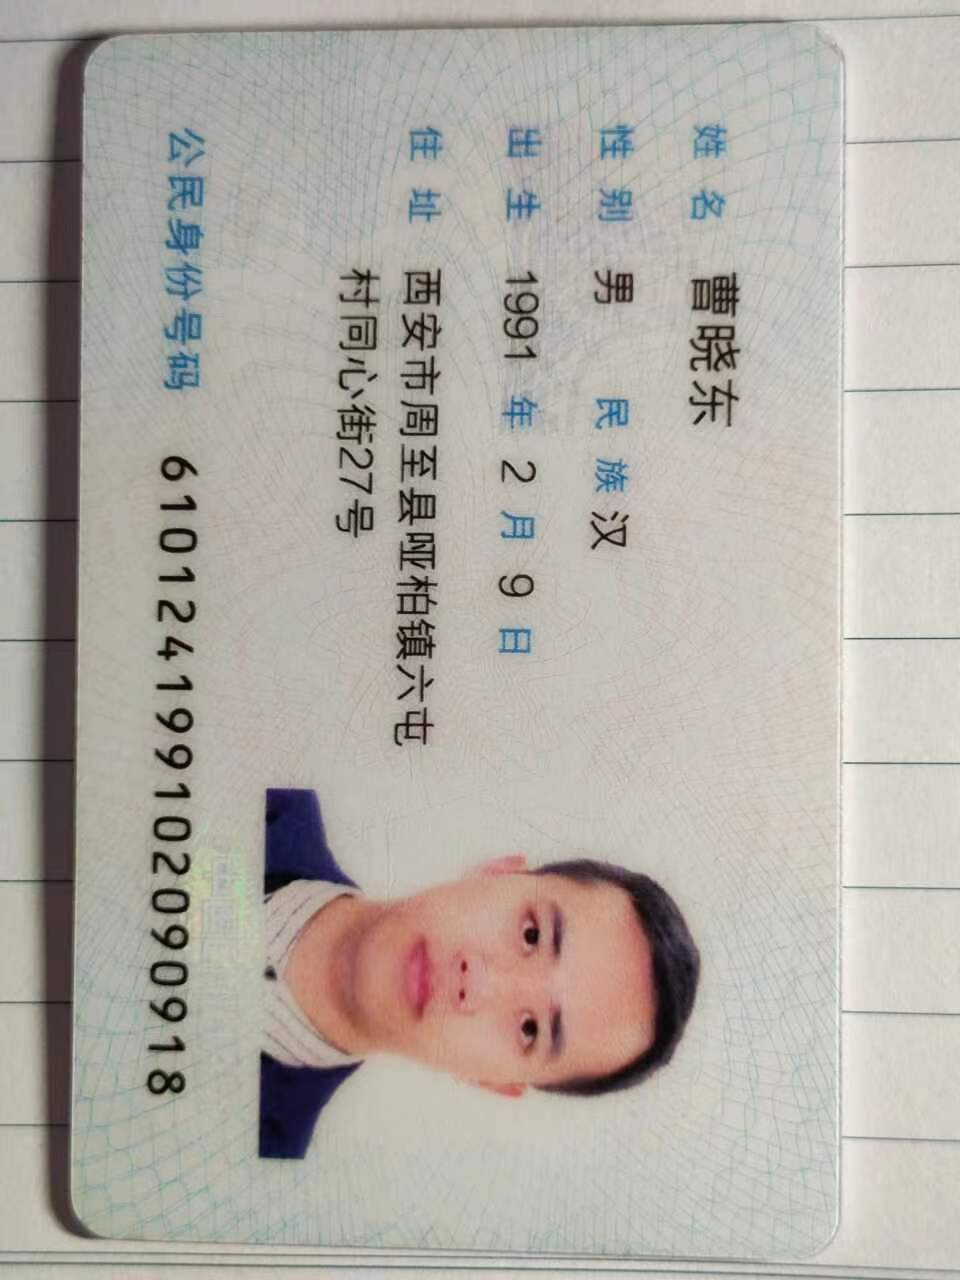 姓名 曹晓东
性别 男 民族 汉
出生 1991 年 2 月 9 日
住址 西安市周至县哑柏镇六屯
村同心街27号
公民身份号码 610124199102090918